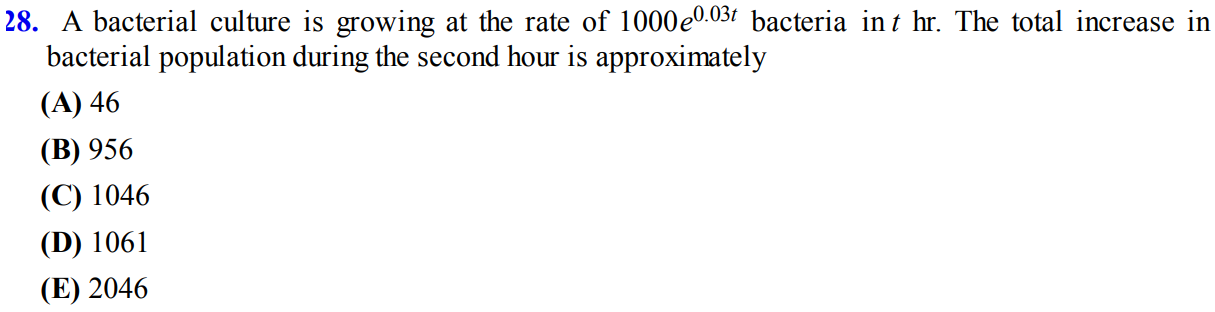 28. A bacterial culture is growing at the rate of 1000e^0.03t bacteria in t hr. The total increase in
bacterial population during the second hour is approximately
(A) 46
(B) 956
(C) 1046
(D) 1061
(E) 2046